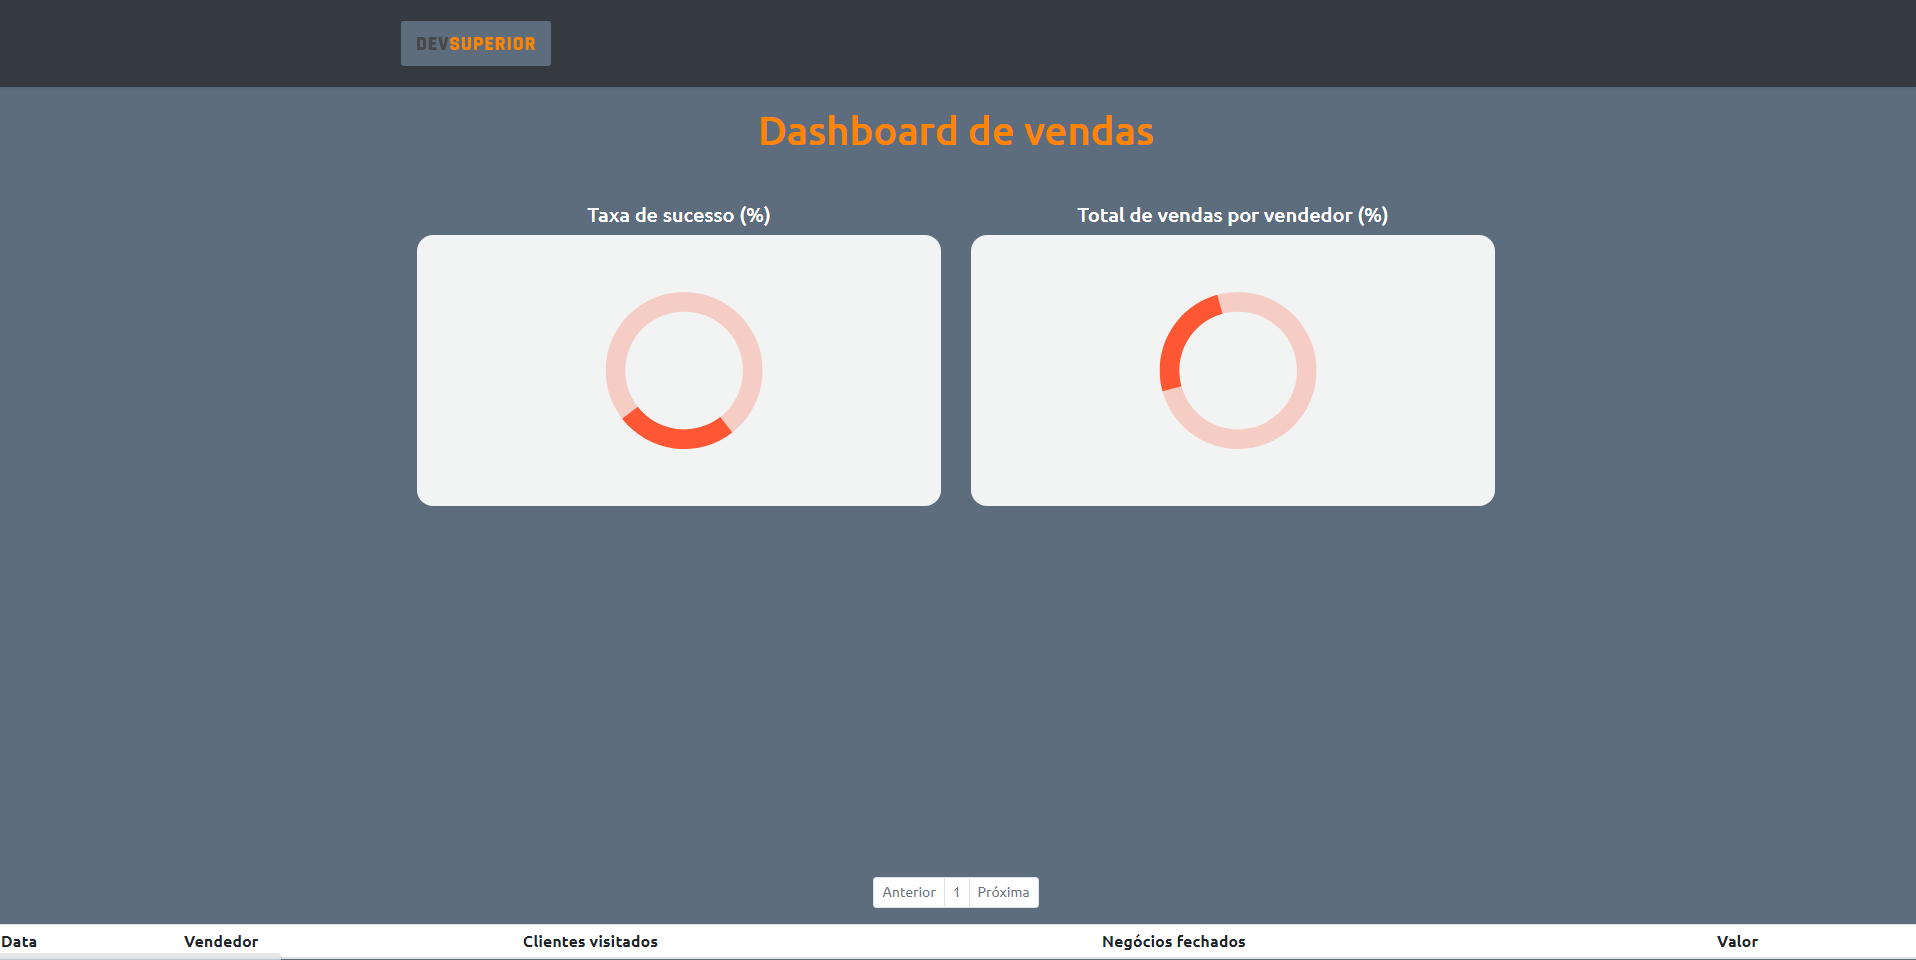 DEVSUPERIOR
Dashboard de vendas
Taxa de sucesso (%)
Total de vendas por vendedor (%)
Anterior 1 Próxima
Data Vendedor Clientes visitados Negócios fechados Valor